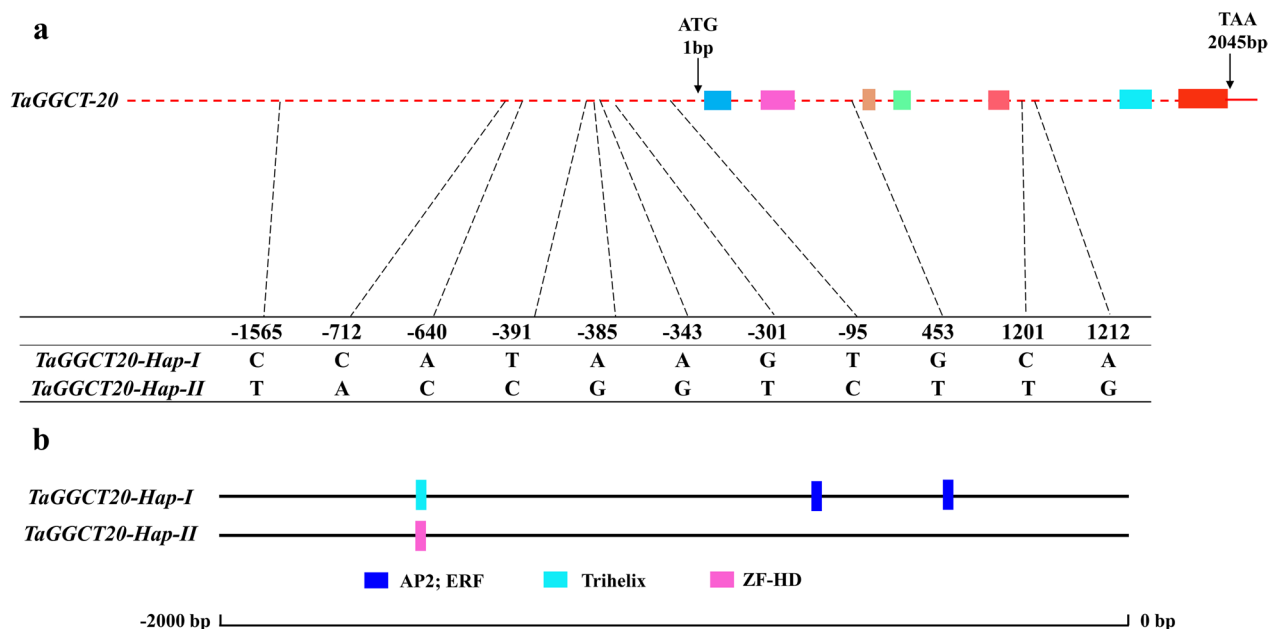 a
ATG
1bp
TAA
2045bp
TaGGCT-20
-1565 -712 -640 -391 -385 -343 -301 -95 453 1201 1212
TaGGCT20-Hap-I C C A T A A G T G C A
TaGGCT20-Hap-II T A C C G G T C T T G
b
TaGGCT20-Hap-I
TaGGCT20-Hap-II
AP2; ERF Trihelix ZF-HD
-2000 bp 0 bp